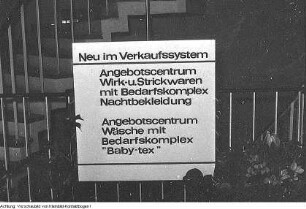 Neu im Verkaufssystem
Angebotscentrum
Wirk-u.Strickwaren
mit Bedarfskomplex
Nachtbekleidung
Angebotscentrum
Wäsche mit
Bedarfskomplex
"Baby-tex"